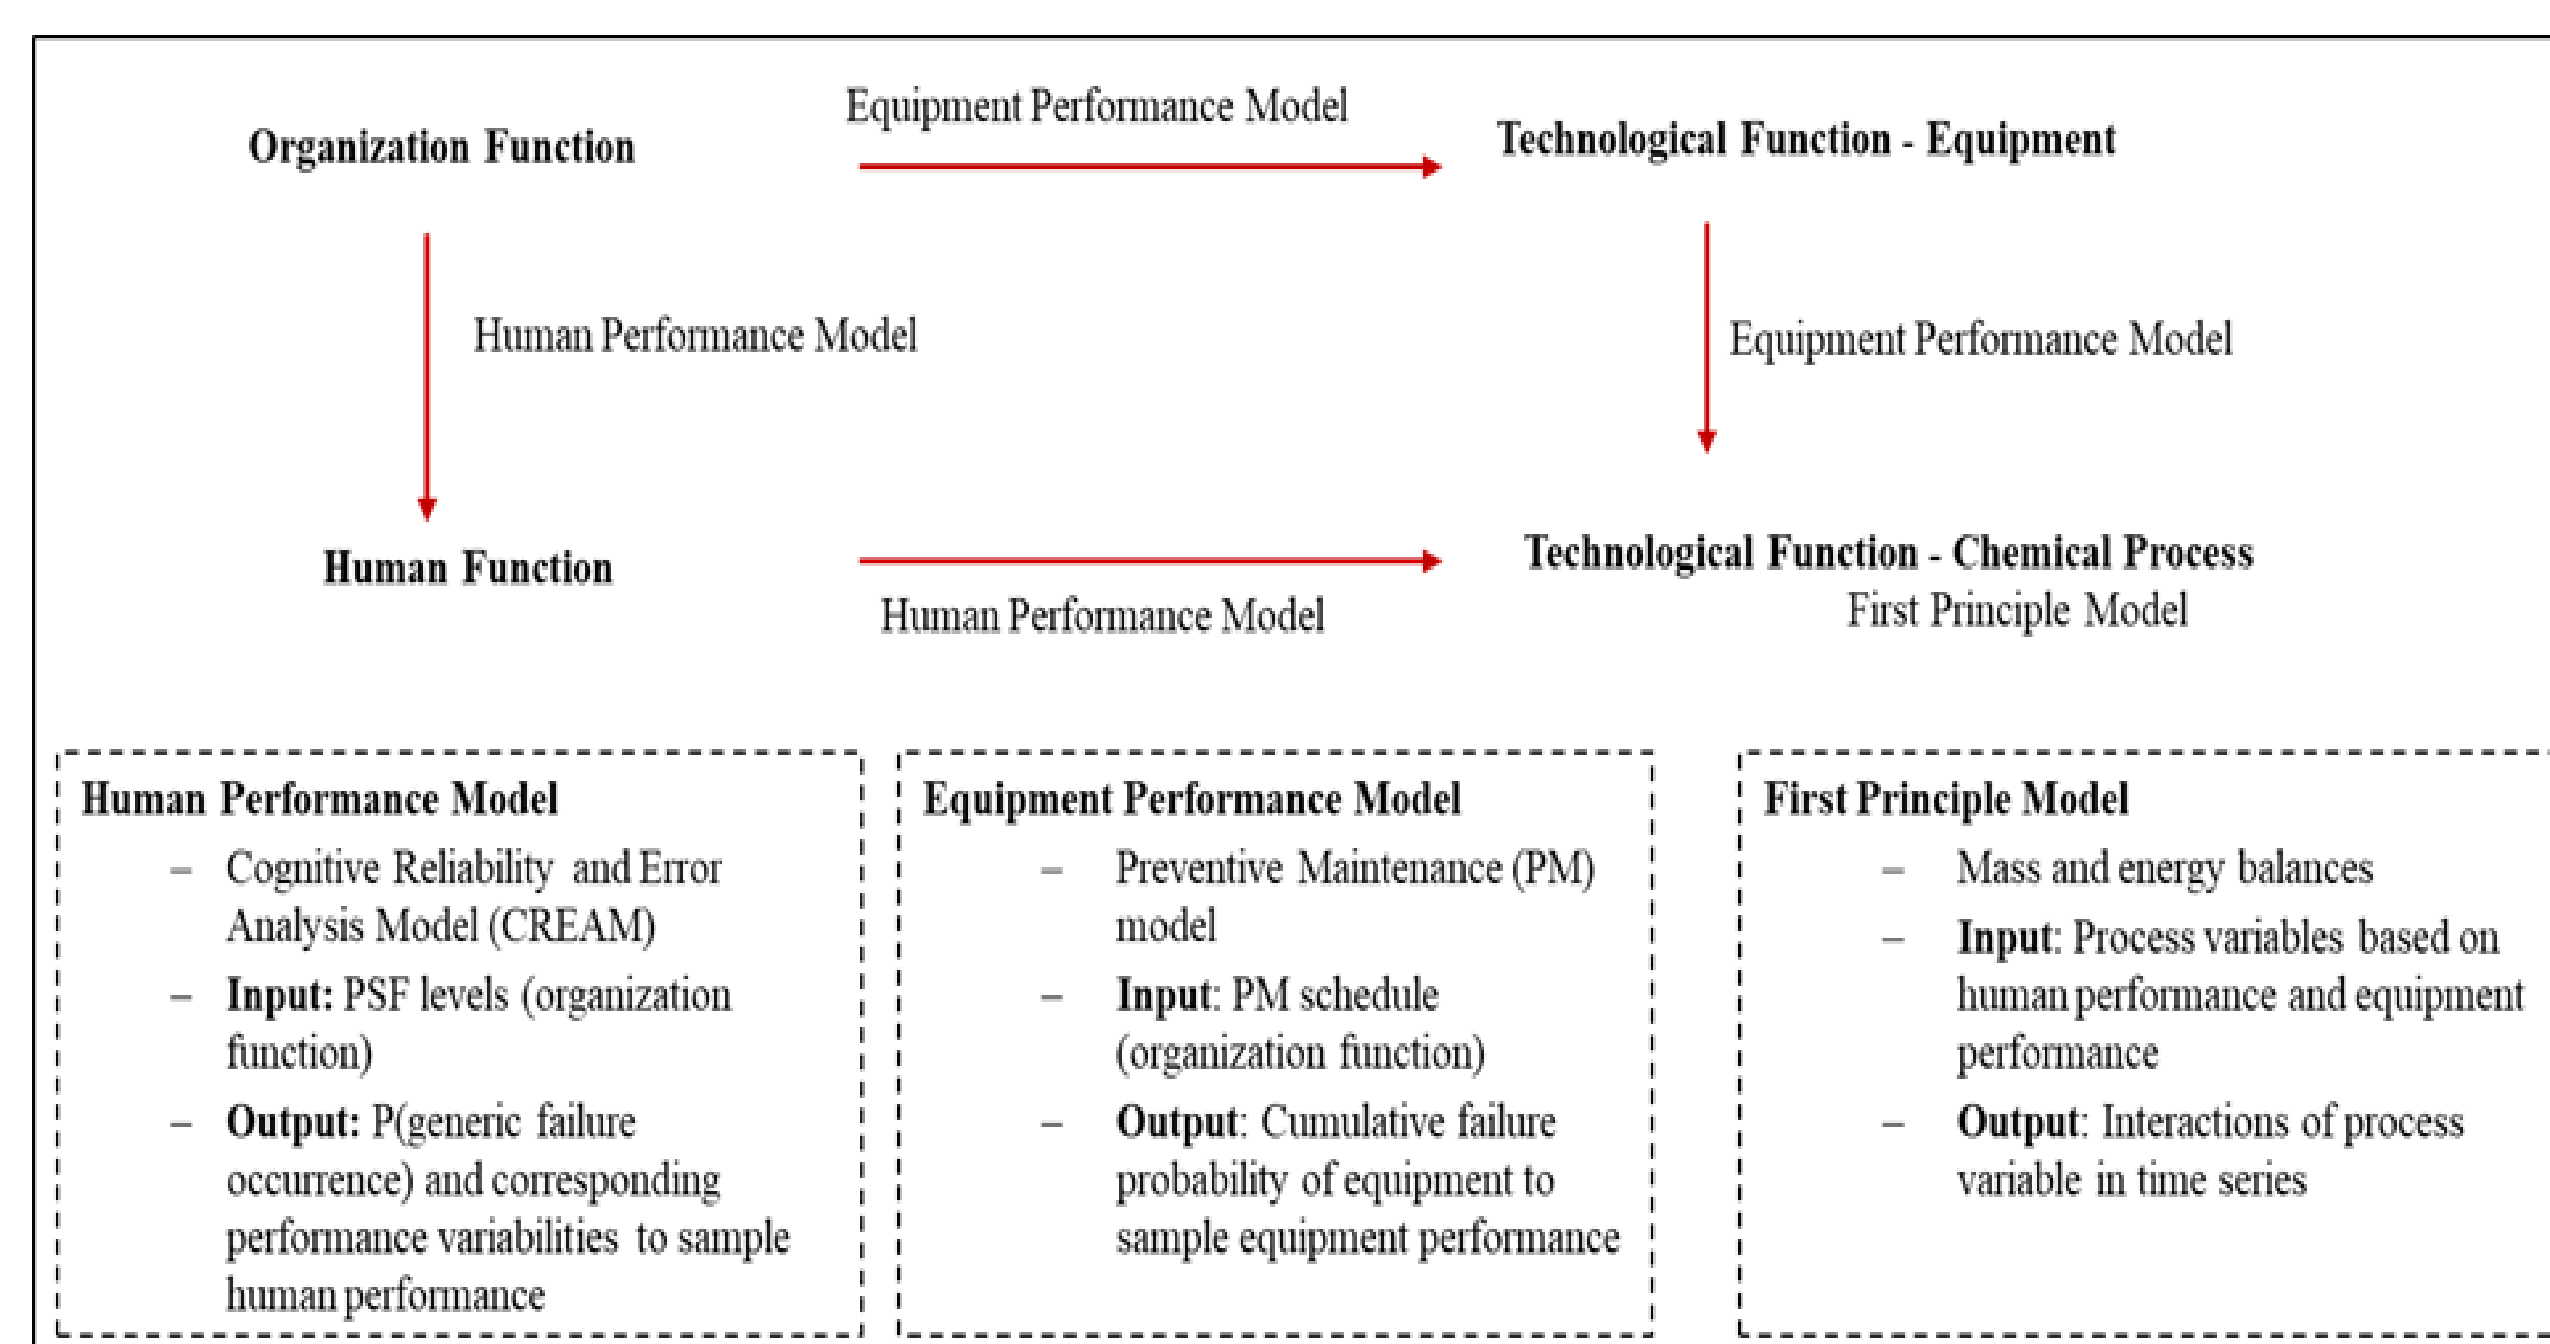 Equipment Performance Model
Organization Function
Technological Function - Equipment
Human Performance Model
Equipment Performance Model
Human Function
Technological Function - Chemical Process
First Principle Model
Human Performance Model
Human Performance Model
– Cognitive Reliability and Error
Analysis Model (CREAM)
– Input: PSF levels (organization
function)
– Output: P(generic failure
occurrence) and corresponding
performance variabilities to sample
human performance
Equipment Performance Model
– Preventive Maintenance (PM)
model
– Input: PM schedule
(organization function)
– Output: Cumulative failure
probability of equipment to
sample equipment performance
First Principle Model
– Mass and energy balances
– Input: Process variables based on
human performance and equipment
performance
– Output: Interactions of process
variable in time series